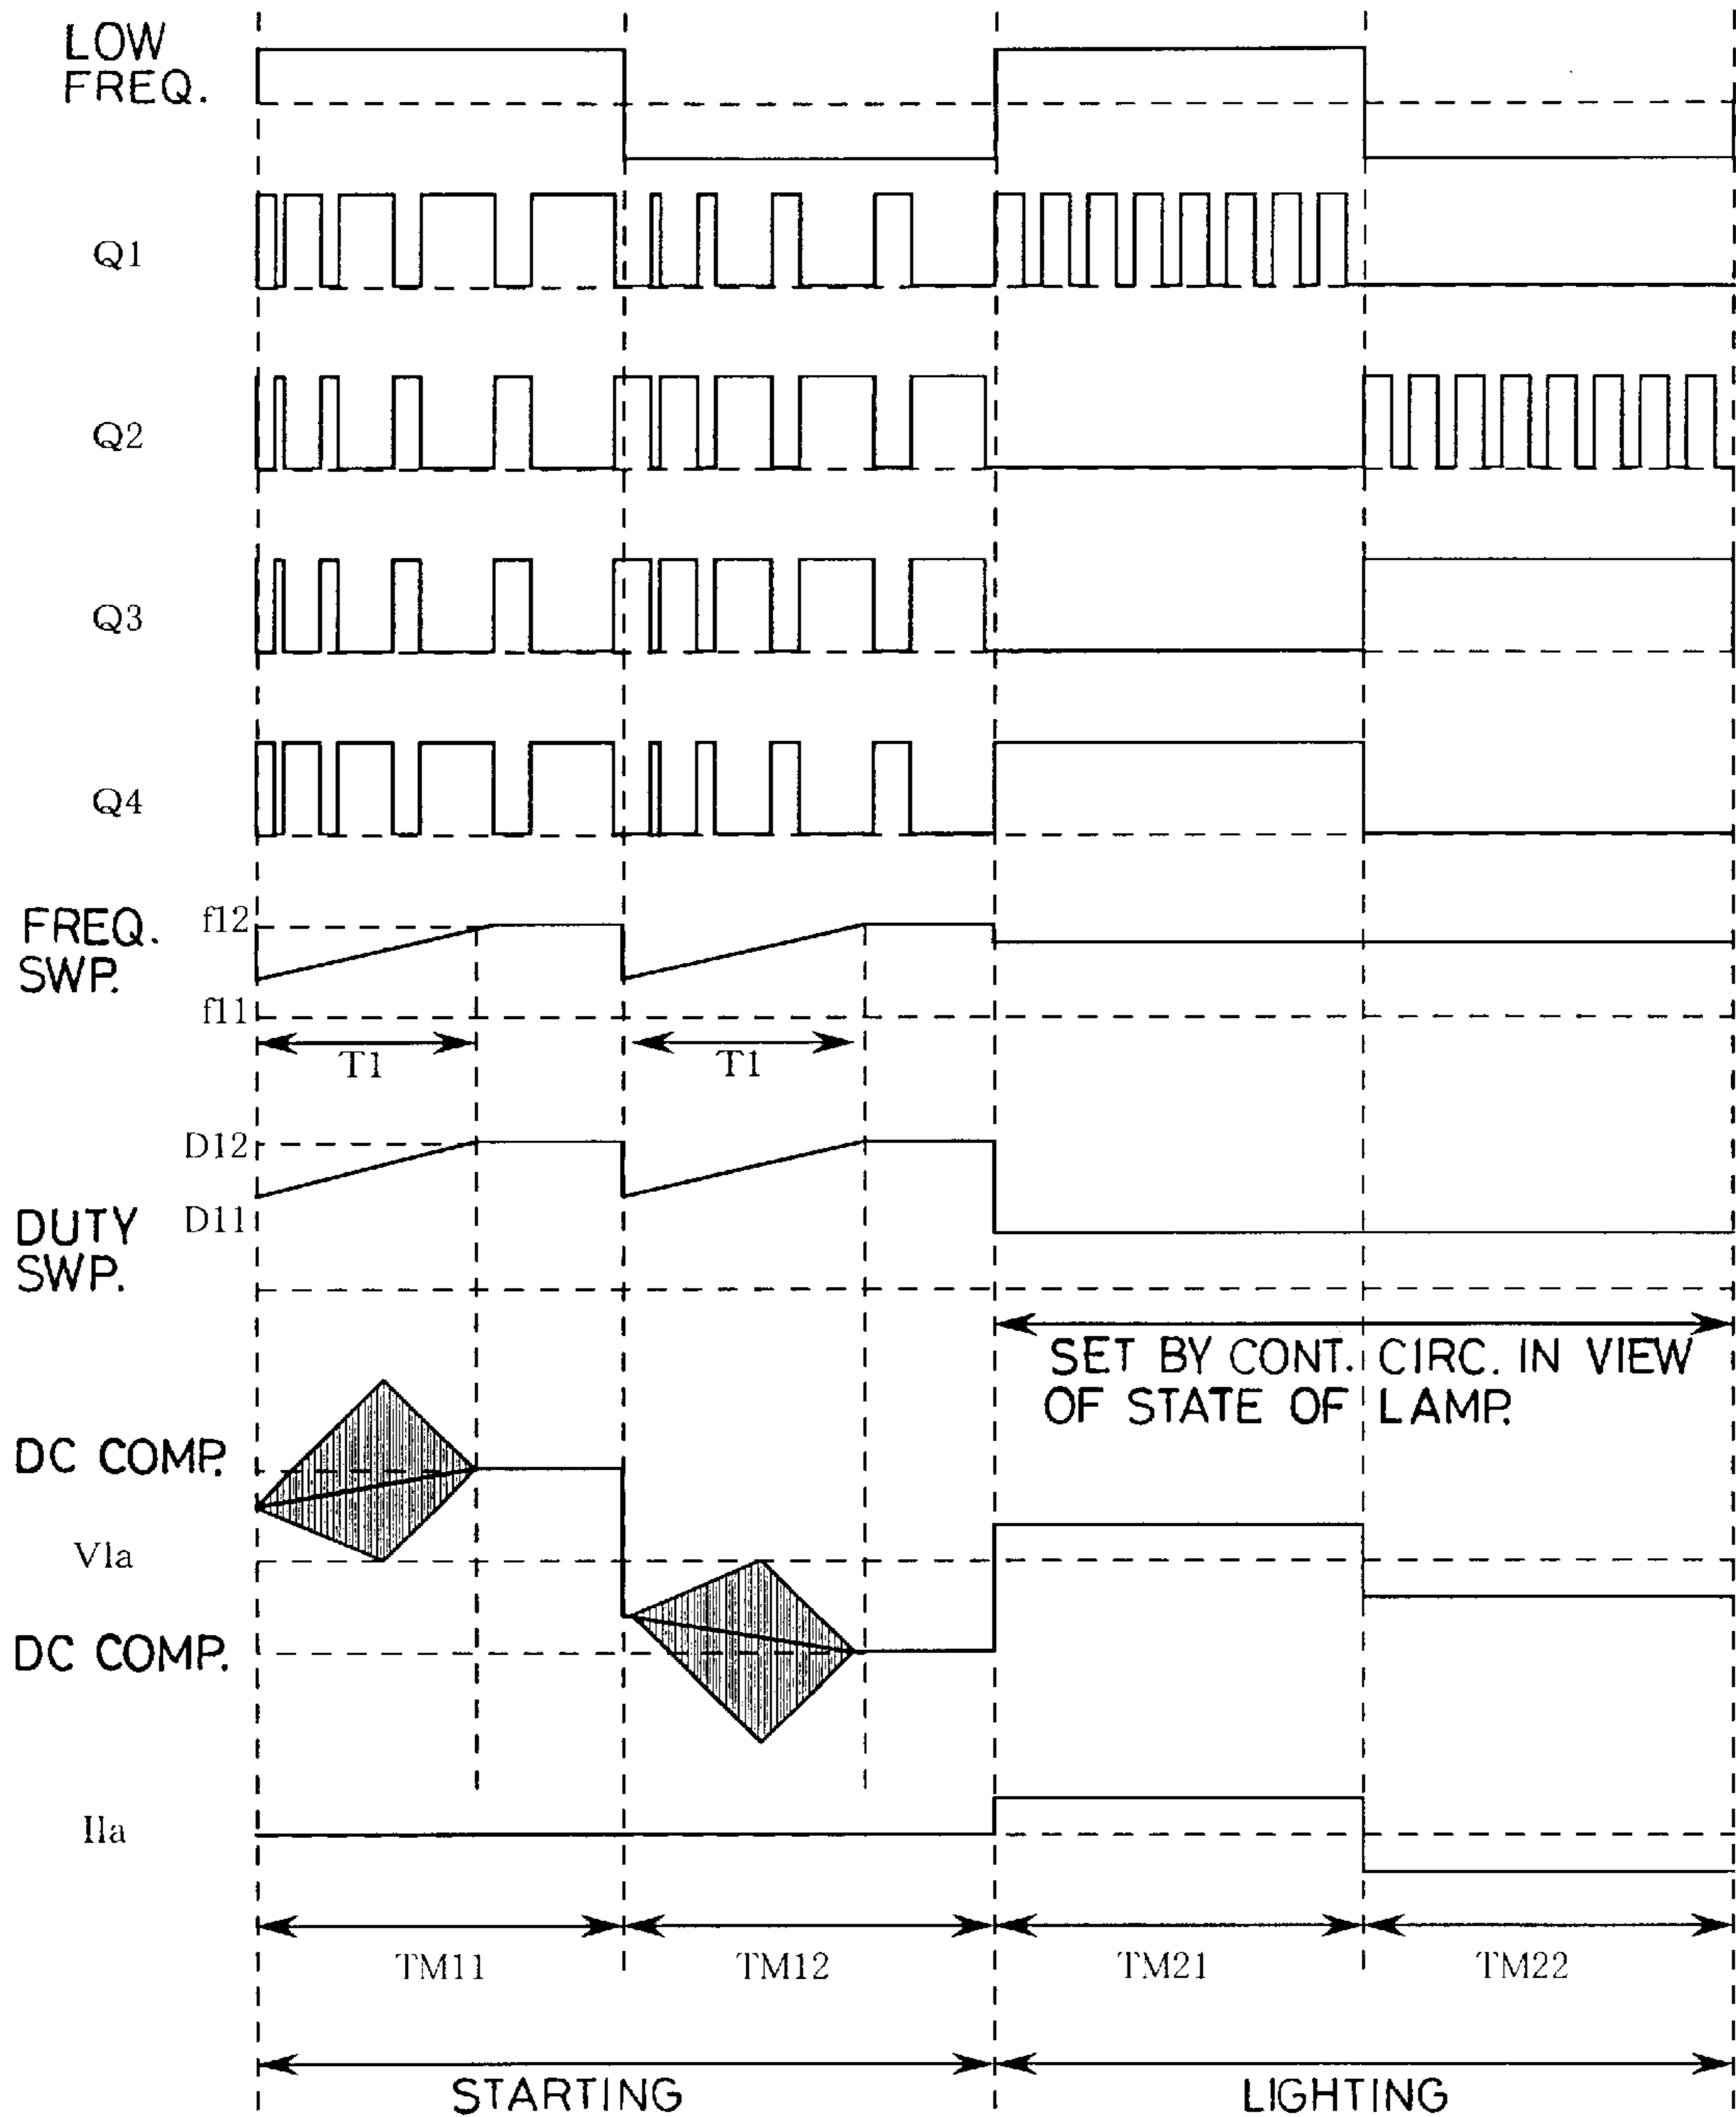 LOW
FREQ.
Q1
Q2
Q3
Q4
FREQ.
SWP.
f12
f11
T1
T1
D12
D11
DUTY
SWP.
SET BY CONT. CIRC. IN VIEW
OF STATE OF LAMP.
DC COMP.
Vla
DC COMP.
Ila
TM11
TM12
TM21
TM22
STARTING
LIGHTING